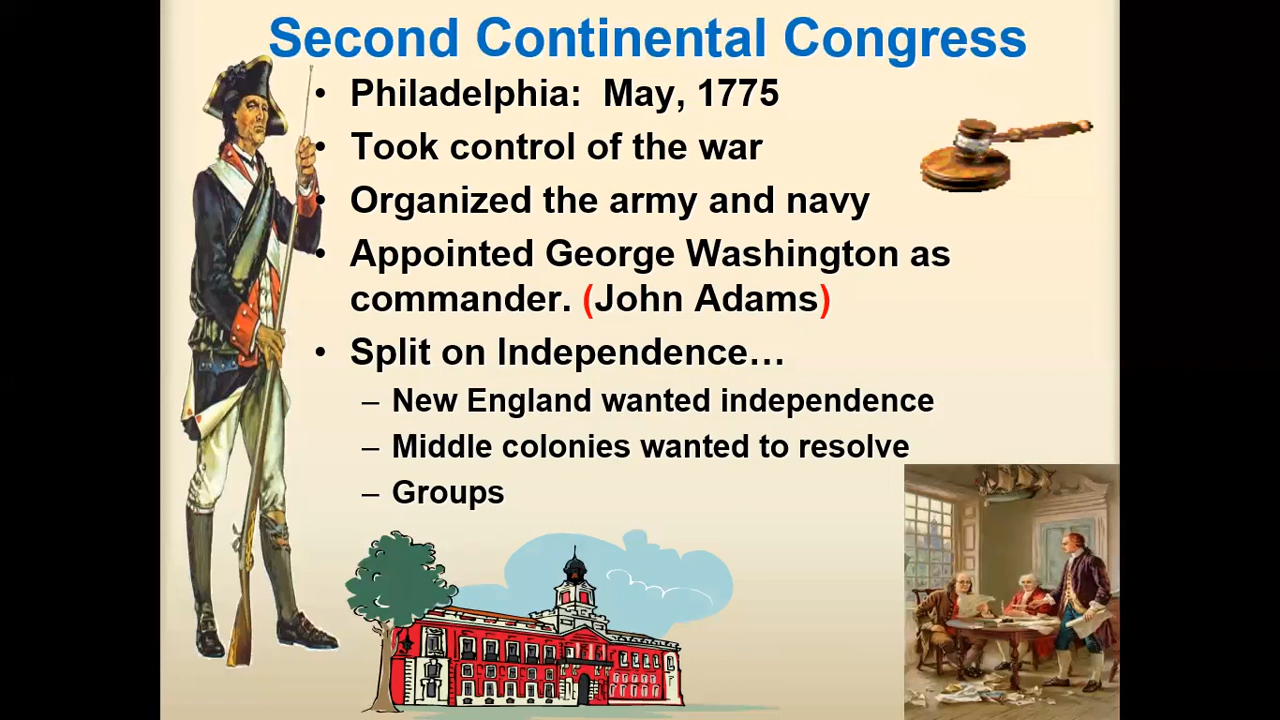 Second Continental Congress
• Philadelphia:  May, 1775
• Took control of the war
• Organized the army and navy
• Appointed George Washington as
commander. (John Adams)
• Split on Independence…
– New England wanted independence
– Middle colonies wanted to resolve
– Groups